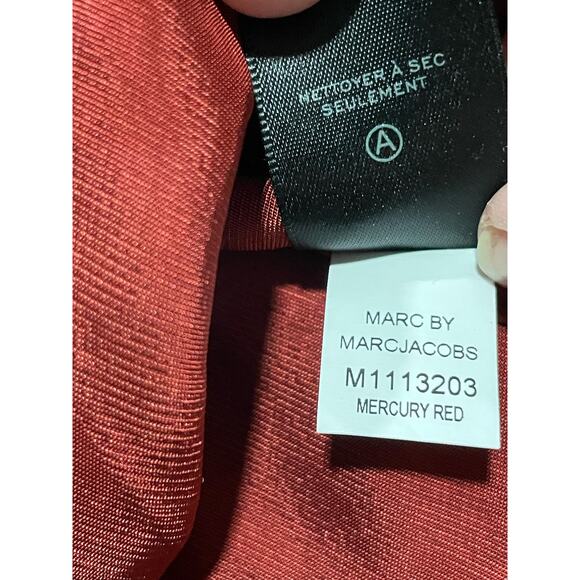 NETTOYER À SEC
SEULEMENT
A
MARC BY
MARCJACOBS
M1113203
MERCURY RED